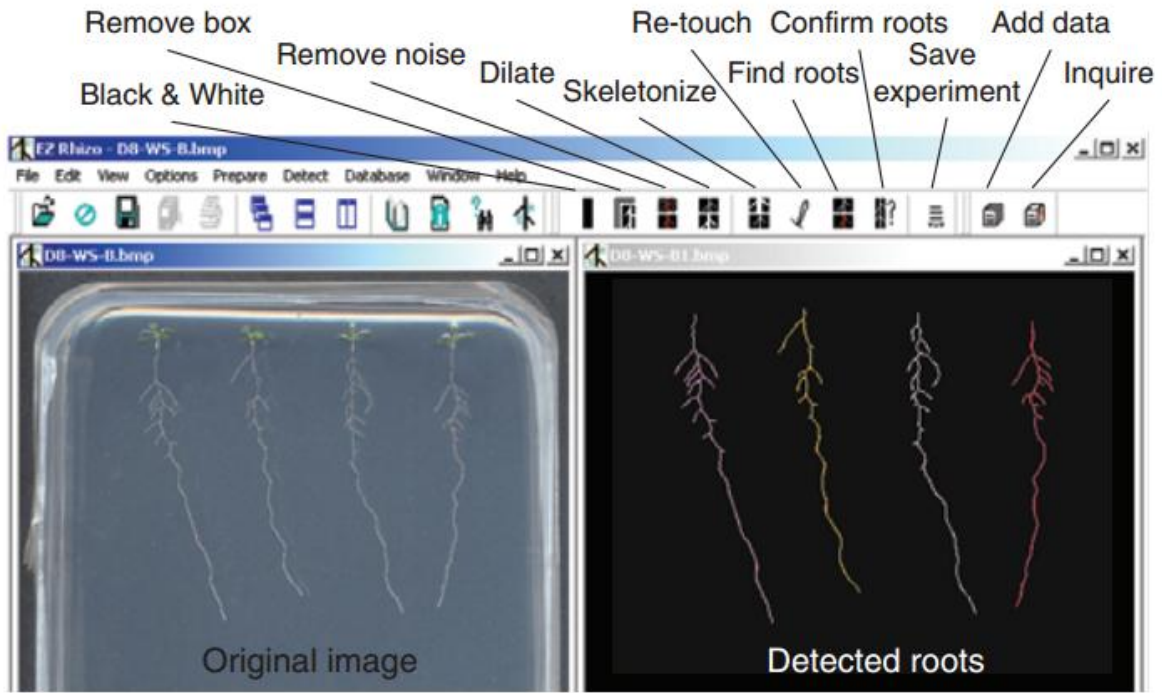 Remove box
Re-touch
Confirm roots
Add data
Remove noise
Dilate
Find roots
Save
experiment
Inquire
Black & White
Skeletonize
EZ Rhizo - D8-WS-B.bmp
File Edit View Options Prepare Detect Database Window Help
D8-WS-B.bmp
D8-WS-B1.bmp
Original image
Detected roots